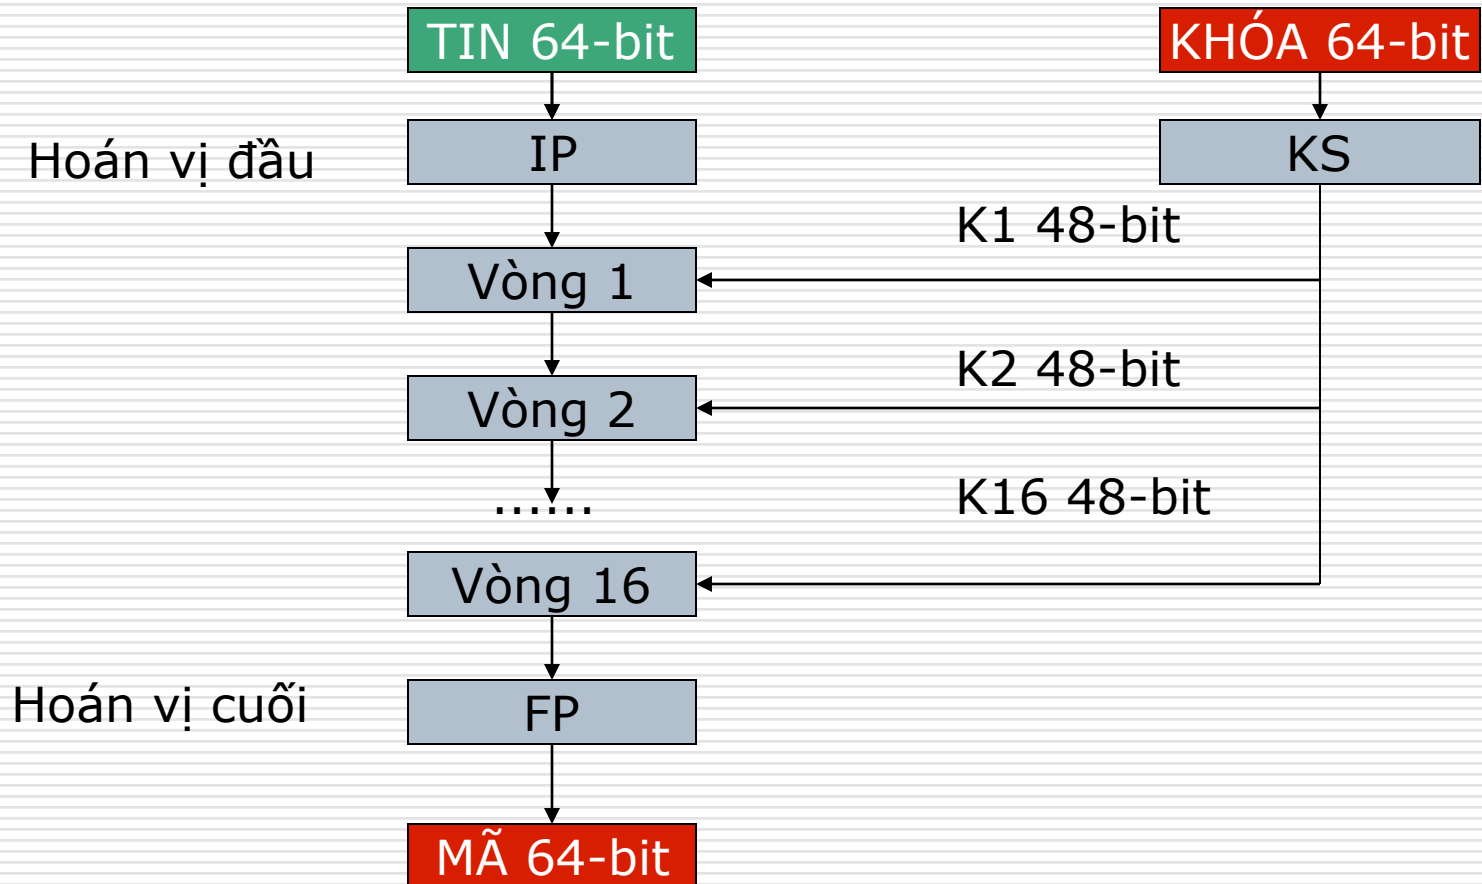 TIN 64-bit
KHÓA 64-bit
Hoán vị đầu
IP
KS
K1 48-bit
Vòng 1
K2 48-bit
Vòng 2
K16 48-bit
......
Vòng 16
Hoán vị cuối
FP
MÃ 64-bit